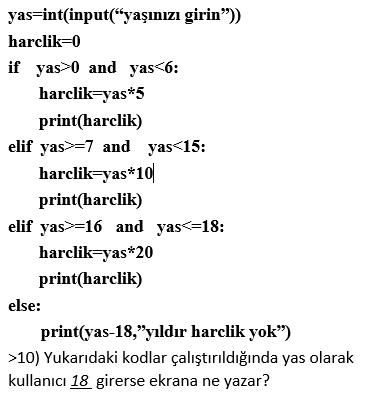 yas=int(input(“yaşınızı girin”))
harclik=0
if yas>0 and yas<6:
harclik=yas*5
print(harclik)
elif yas>=7 and yas<15:
harclik=yas*10
print(harclik)
elif yas>=16 and yas<=18:
harclik=yas*20
print(harclik)
else:
print(yas-18,”yıldır harclik yok”)
>10) Yukarıdaki kodlar çalıştırıldığında yas olarak
kullanıcı 18 girerse ekrana ne yazar?